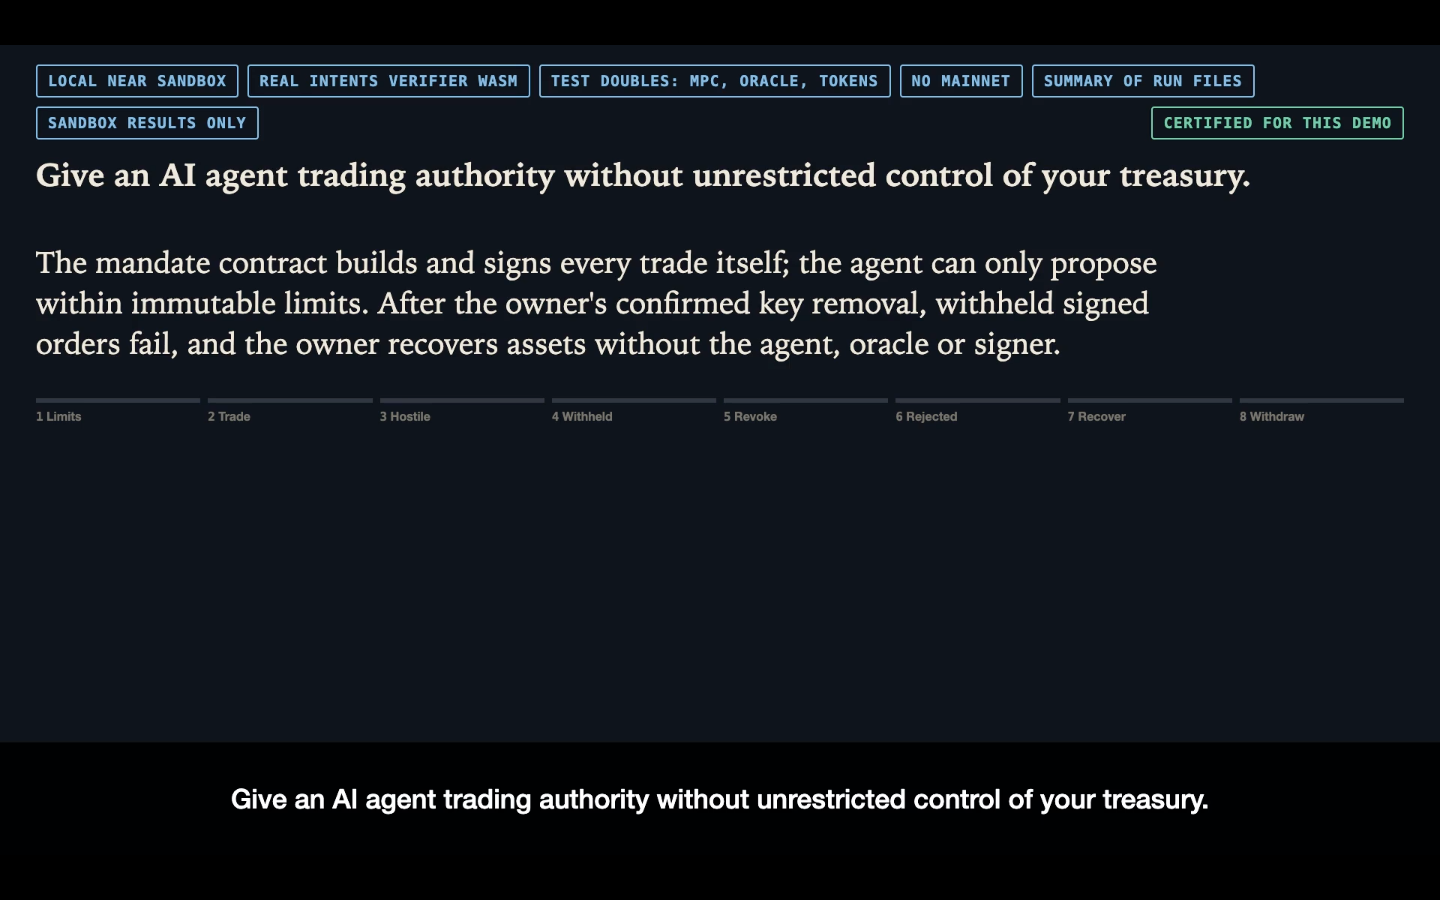 LOCAL NEAR SANDBOX REAL INTENTS VERIFIER WASM TEST DOUBLES: MPC, ORACLE, TOKENS NO MAINNET SUMMARY OF RUN FILES
SANDBOX RESULTS ONLY CERTIFIED FOR THIS DEMO
Give an AI agent trading authority without unrestricted control of your treasury.
The mandate contract builds and signs every trade itself; the agent can only propose
within immutable limits. After the owner's confirmed key removal, withheld signed
orders fail, and the owner recovers assets without the agent, oracle or signer.
1 Limits 2 Trade 3 Hostile 4 Withheld 5 Revoke 6 Rejected 7 Recover 8 Withdraw
Give an AI agent trading authority without unrestricted control of your treasury.